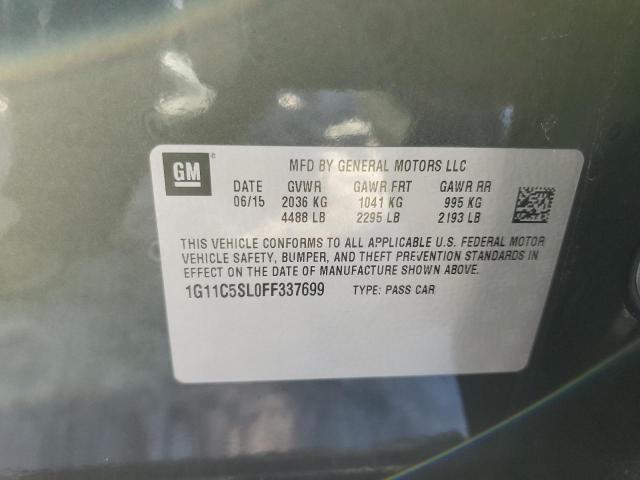 GM
MFD BY GENERAL MOTORS LLC
DATE GVWR GAWR FRT GAWR RR
06/15 2036 KG 1041 KG 995 KG
4488 LB 2295 LB 2193 LB
THIS VEHICLE CONFORMS TO ALL APPLICABLE U.S. FEDERAL MOTOR
VEHICLE SAFETY, BUMPER, AND THEFT PREVENTION STANDARDS IN
EFFECT ON THE DATE OF MANUFACTURE SHOWN ABOVE.
1G11C5SL0FF337699 TYPE: PASS CAR